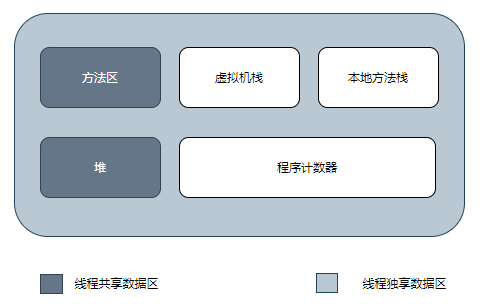 方法区
虚拟机栈
本地方法栈
堆
程序计数器
线程共享数据区
线程独享数据区